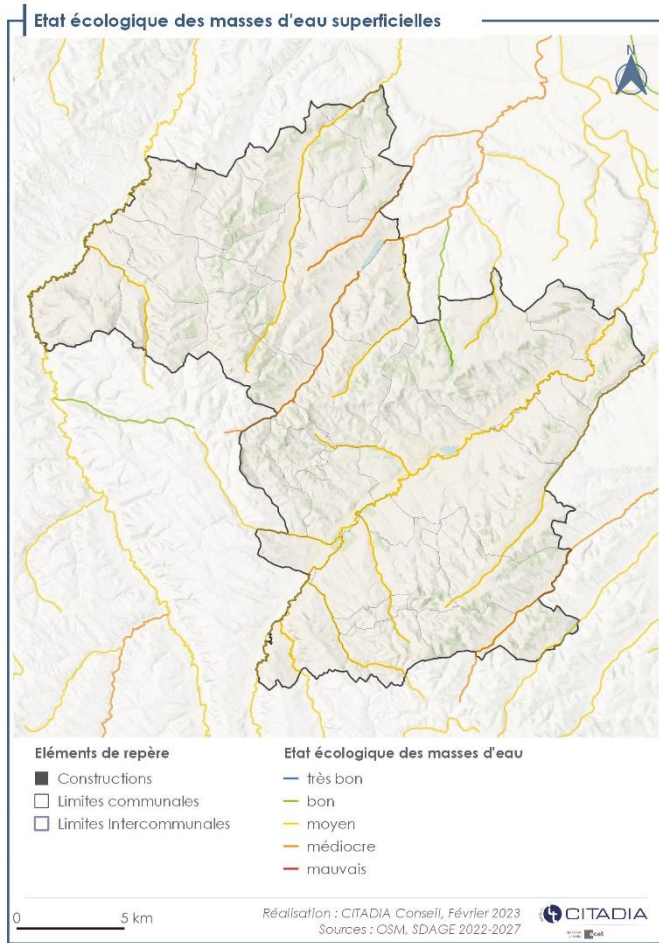 Etat écologique des masses d'eau superficielles
N
Eléments de repère
Constructions
Limites communales
Limites Intercommunales
Etat écologique des masses d'eau
très bon
bon
moyen
médiocre
mauvais
0 5 km
Réalisation : CITADIA Conseil, Février 2023
Sources : OSM, SDAGE 2022-2027
CITADIA